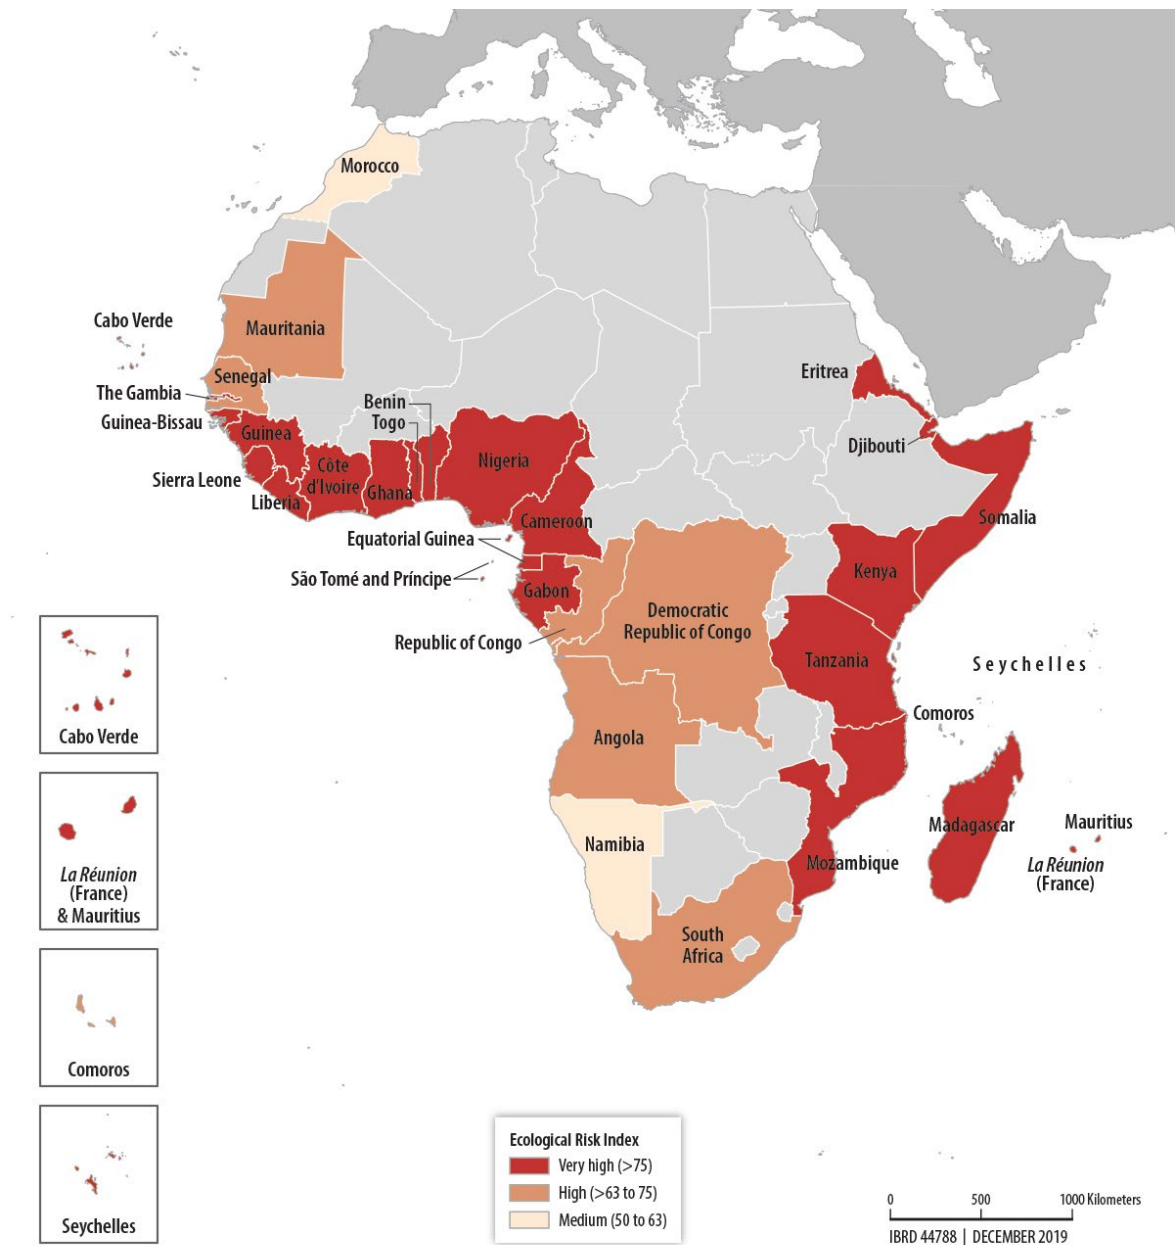 Morocco
Mauritania
Cabo Verde
Senegal
The Gambia
Guinea-Bissau
Guinea
Sierra Leone
Liberia
Côte
d'Ivoire
Ghana
Benin
Togo
Nigeria
Cameroon
Equatorial Guinea
São Tomé and Príncipe
Gabon
Republic of Congo
Democratic
Republic of Congo
Eritrea
Djibouti
Somalia
Kenya
Tanzania
Seychelles
Comoros
Angola
Namibia
Mozambique
Madagascar
Mauritius
La Réunion
(France)
South
Africa
Cabo Verde
La Réunion
(France)
& Mauritius
Comoros
Seychelles
Ecological Risk Index
Very high (>75)
High (>63 to 75)
Medium (50 to 63)
0 500 1000 Kilometers
IBRD 44788 | DECEMBER 2019